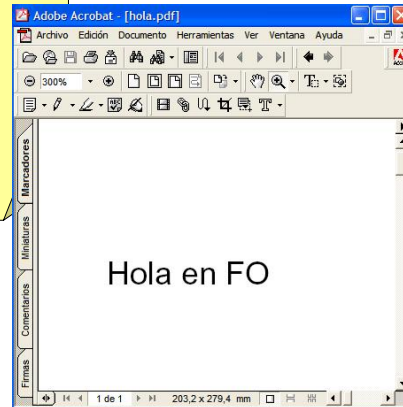 Adobe Acrobat - [hola.pdf]
Archivo Edición Documento Herramientas Ver Ventana Ayuda
300%
Marcadores
Miniaturas
Comentarios
Firmas
Hola en FO
1 de 1 203,2 x 279,4 mm